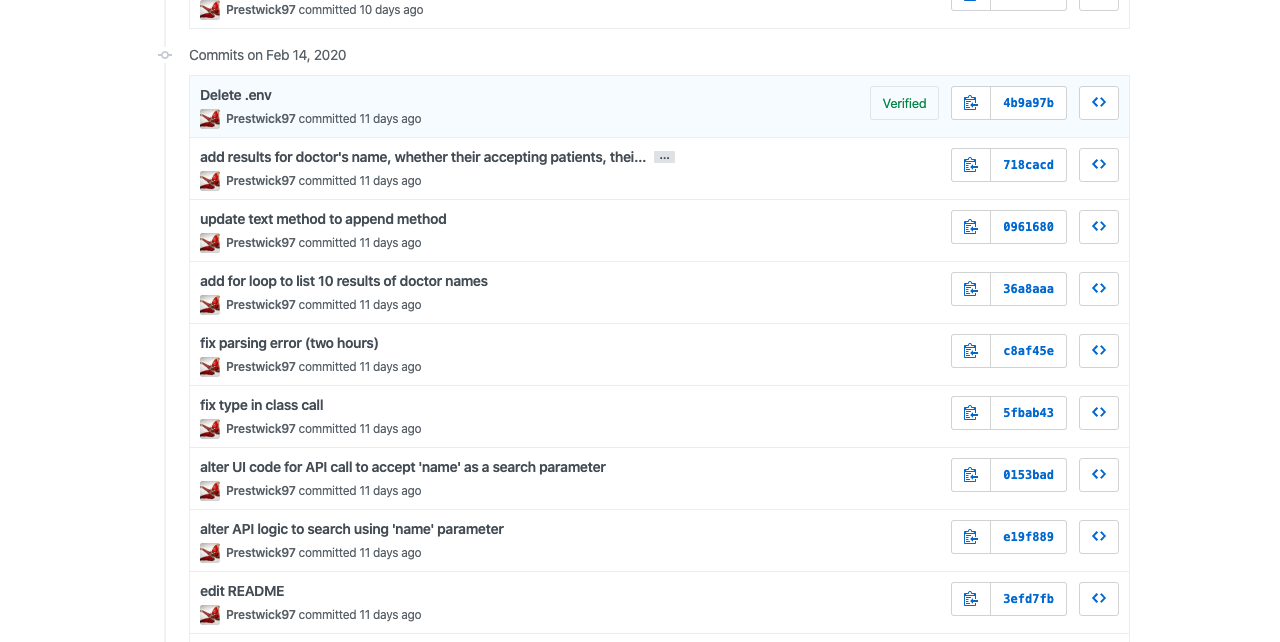 Prestwick97 committed 10 days ago
Commits on Feb 14, 2020
Delete .env
Prestwick97 committed 11 days ago
Verified
4b9a97b
add results for doctor's name, whether their accepting patients, thei... ...
Prestwick97 committed 11 days ago
718cacd
update text method to append method
Prestwick97 committed 11 days ago
0961680
add for loop to list 10 results of doctor names
Prestwick97 committed 11 days ago
36a8aaa
fix parsing error (two hours)
Prestwick97 committed 11 days ago
c8af45e
fix type in class call
Prestwick97 committed 11 days ago
5fbab43
alter UI code for API call to accept 'name' as a search parameter
Prestwick97 committed 11 days ago
0153bad
alter API logic to search using 'name' parameter
Prestwick97 committed 11 days ago
e19f889
edit README
Prestwick97 committed 11 days ago
3efd7fb